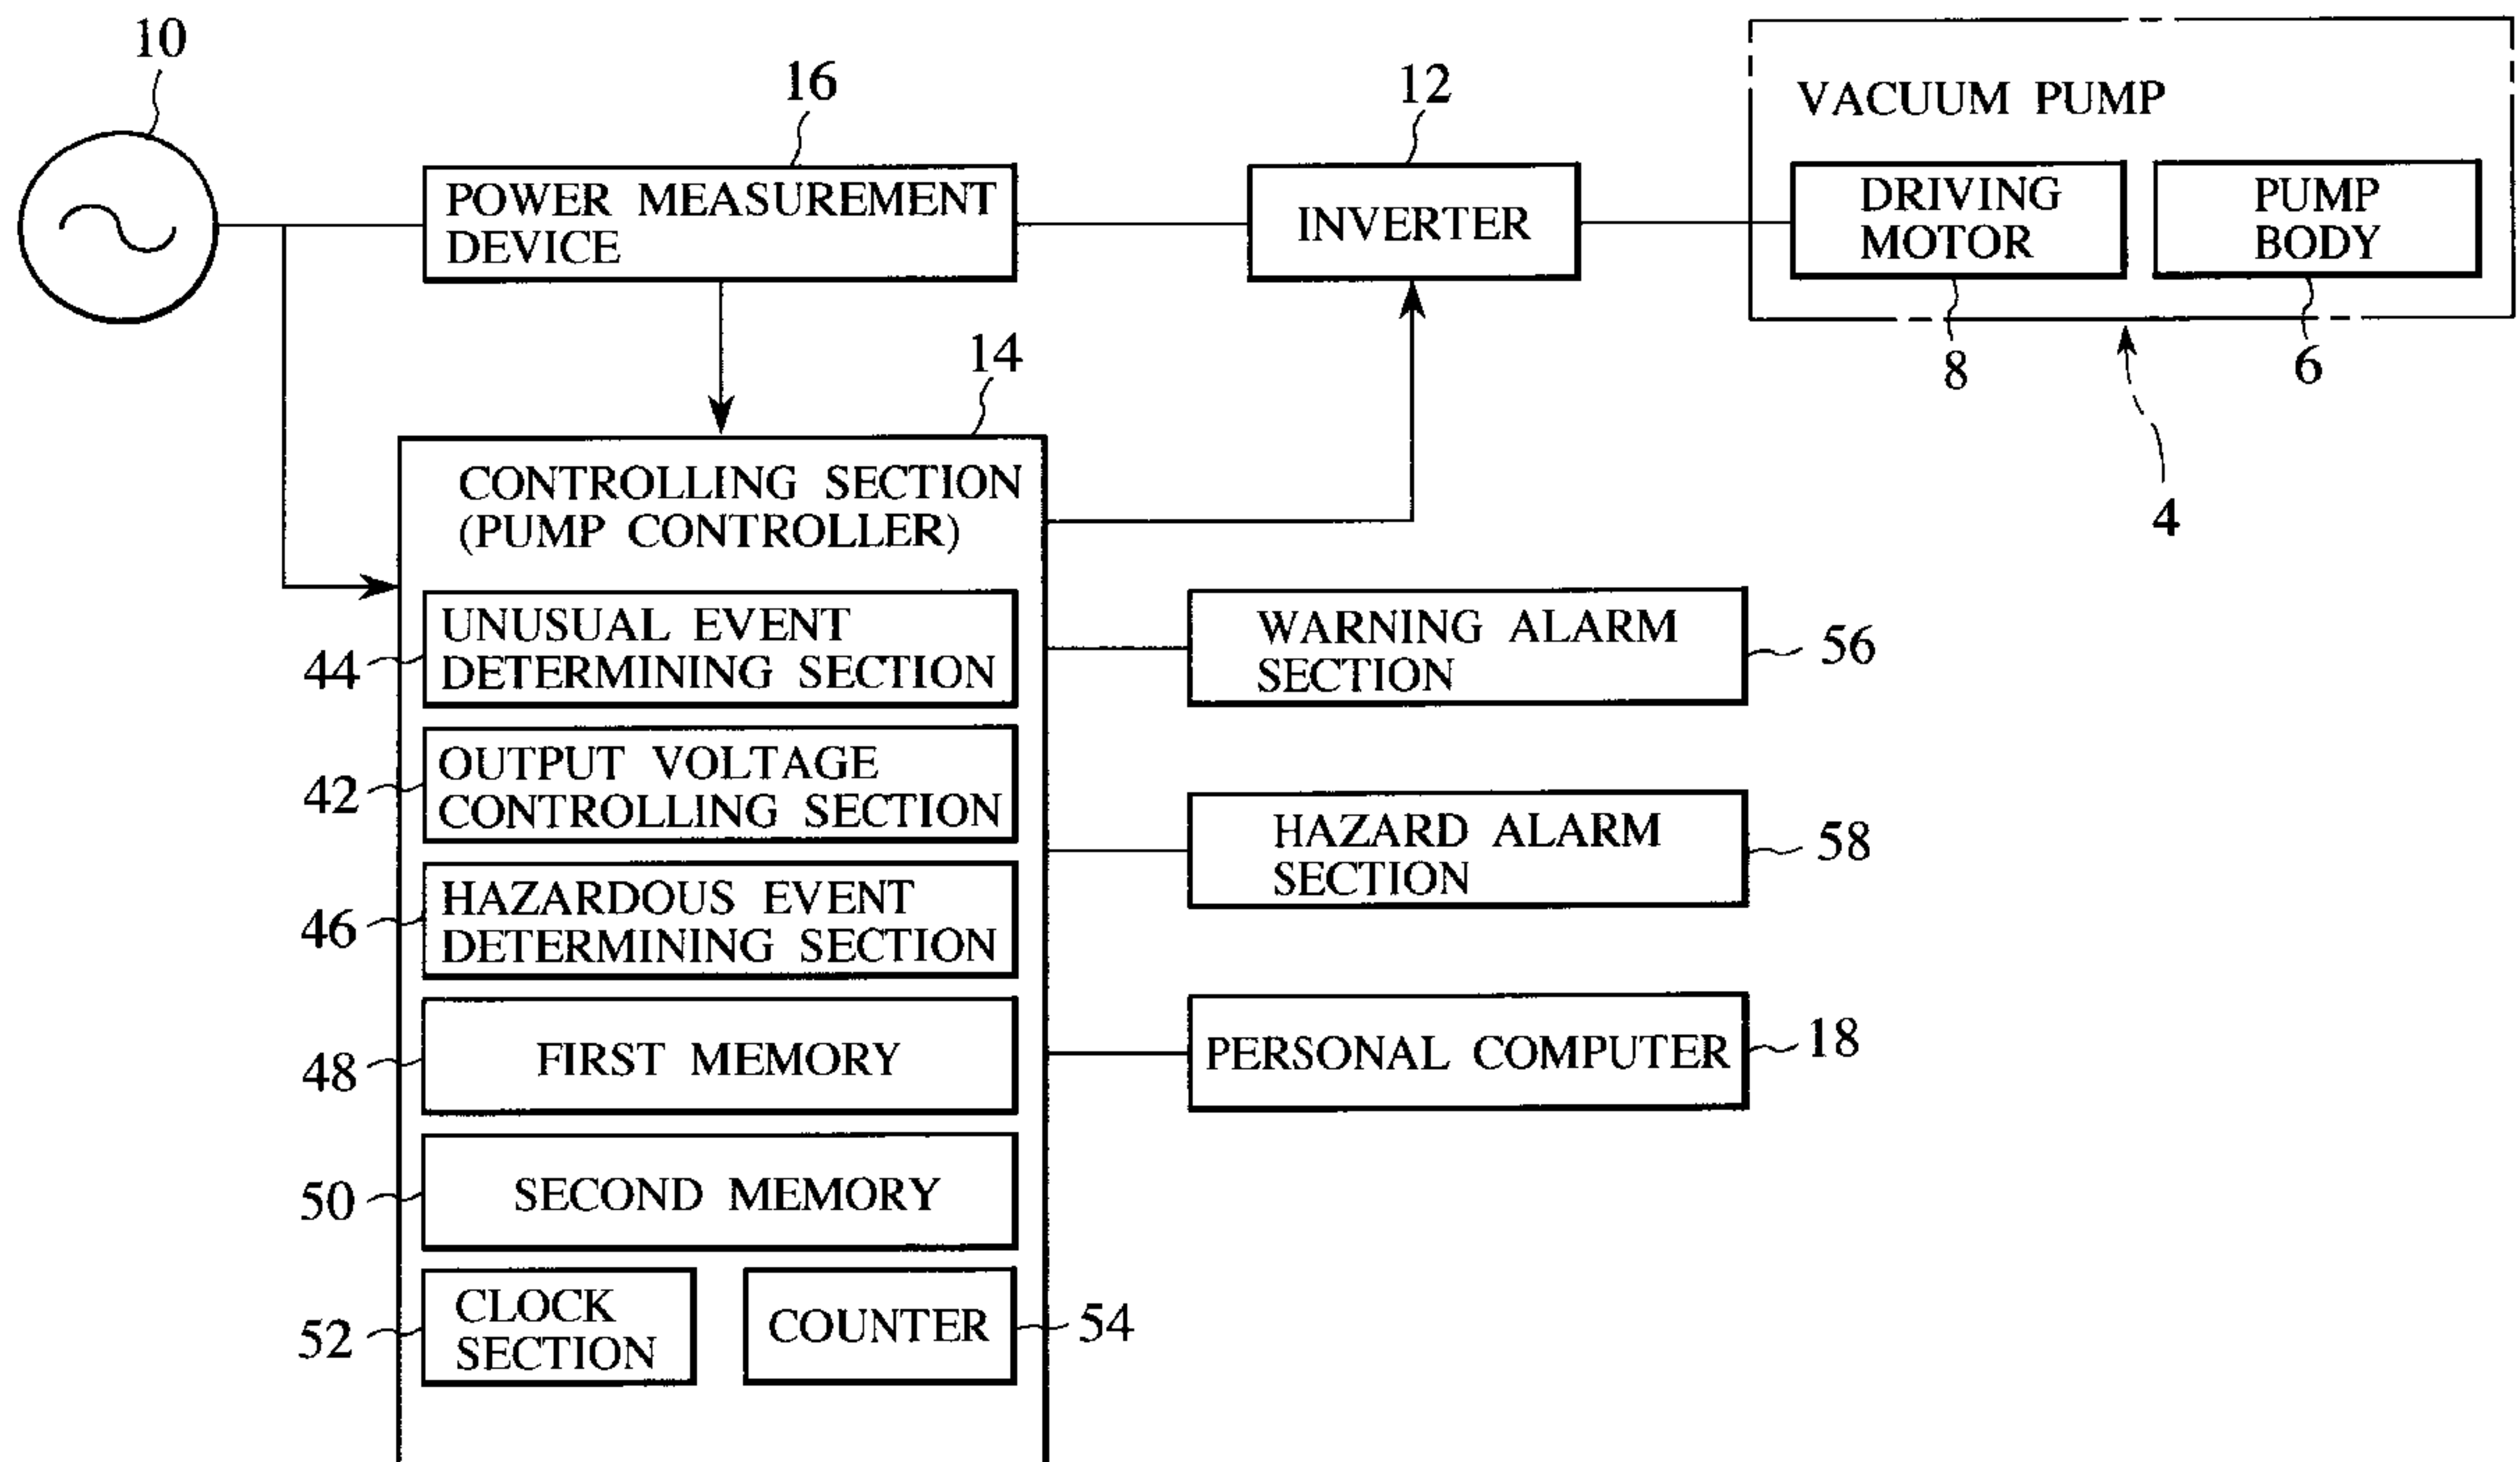 10
16
12
VACUUM PUMP
POWER MEASUREMENT
DEVICE
INVERTER
DRIVING
MOTOR
PUMP
BODY
8
6
4
14
CONTROLLING SECTION
(PUMP CONTROLLER)
44
UNUSUAL EVENT
DETERMINING SECTION
WARNING ALARM
SECTION
56
42
OUTPUT VOLTAGE
CONTROLLING SECTION
HAZARD ALARM
SECTION
58
46
HAZARDOUS EVENT
DETERMINING SECTION
48
FIRST MEMORY
PERSONAL COMPUTER
18
50
SECOND MEMORY
52
CLOCK
SECTION
COUNTER
54